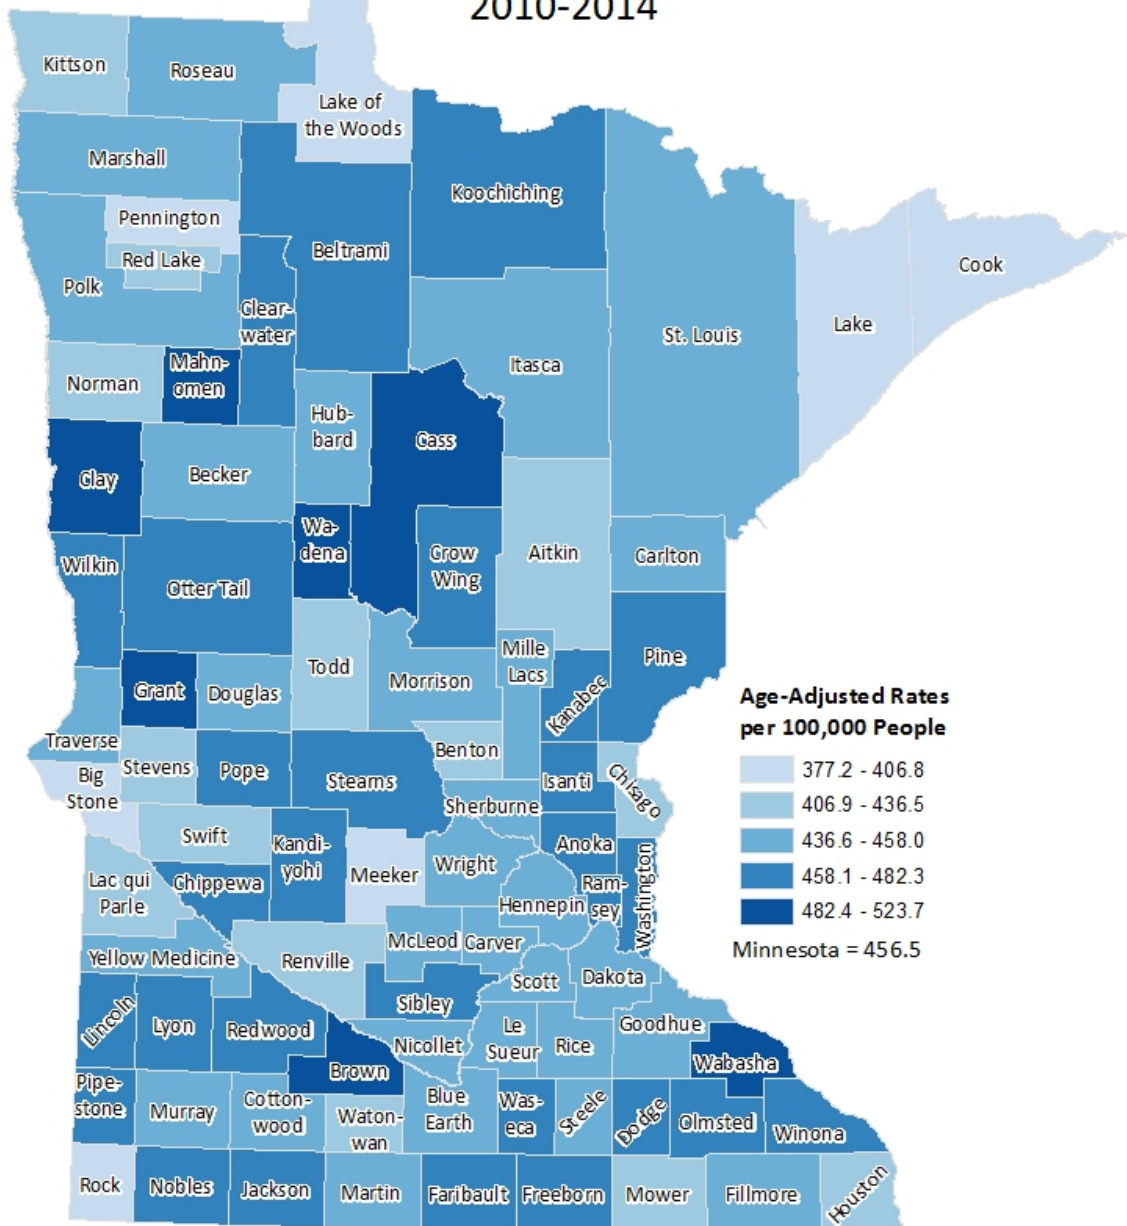 2010-2014
Kittson
Roseau
Lake of
the Woods
Marshall
Koochiching
Pennington
Red Lake
Beltrami
Polk
Clear-
water
Cook
Lake
St. Louis
Itasca
Norman
Mahn-
omen
Hub-
bard
Cass
Clay
Becker
Wa-
dena
Crow
Wing
Aitkin
Carlton
Wilkin
Otter Tail
Todd
Mille
Lacs
Pine
Grant
Douglas
Morrison
Kanabec
Traverse
Stevens
Benton
Big
Stone
Pope
Stearns
Isanti
Chisago
Sherburne
Swift
Kandi-
yohi
Anoka
Lac qui
Parle
Chippewa
Meeker
Wright
Ram-
sey
Washington
Hennepin
Yellow Medicine
Renville
McLeod
Carver
Scott
Dakota
Lincoln
Lyon
Redwood
Sibley
Nicollet
Le
Sueur
Rice
Goodhue
Wabasha
Brown
Pipe-
stone
Murray
Cotton-
wood
Waton-
wan
Blue
Earth
Was-
eca
Steele
Dodge
Olmsted
Winona
Rock
Nobles
Jackson
Martin
Faribault
Freeborn
Mower
Fillmore
Houston
Age-Adjusted Rates
per 100,000 People
377.2 - 406.8
406.9 - 436.5
436.6 - 458.0
458.1 - 482.3
482.4 - 523.7
Minnesota = 456.5